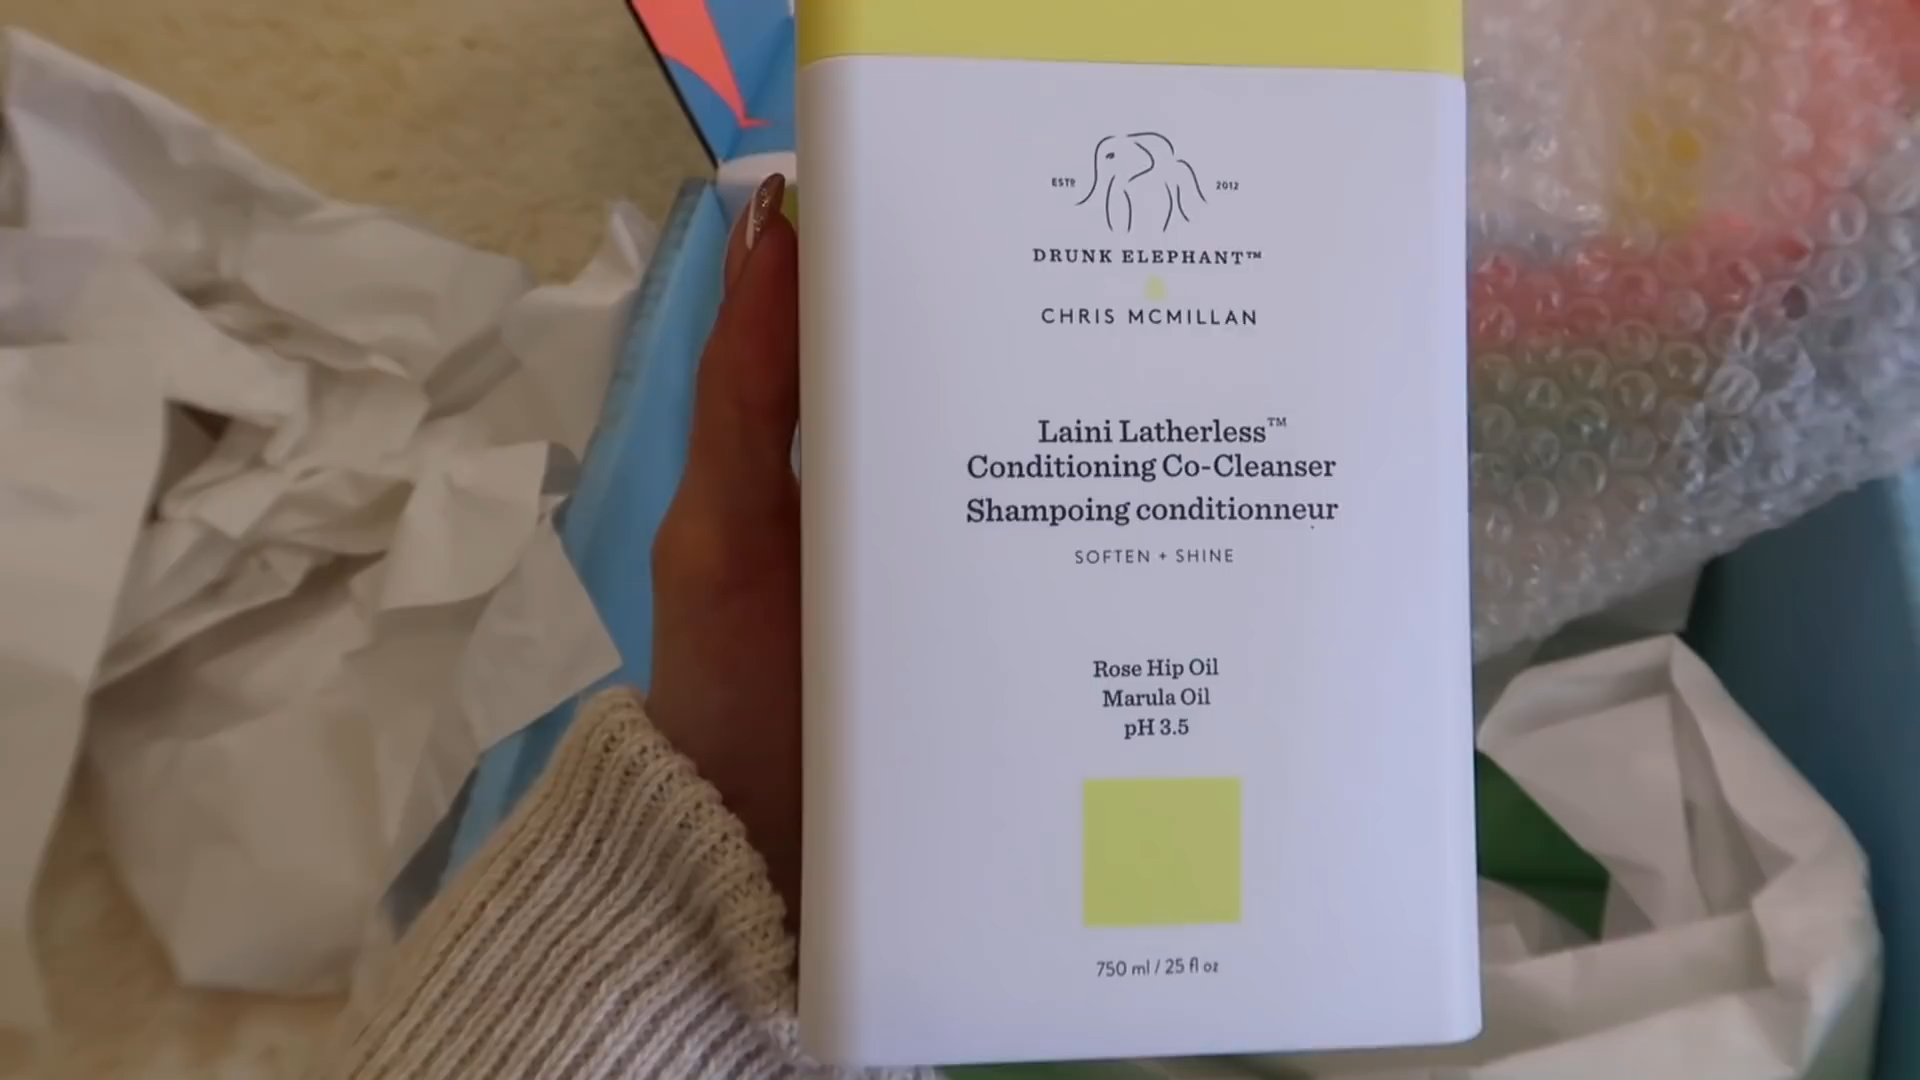 ESTD 2012
DRUNK ELEPHANT™
CHRIS MCMILLAN
Laini Latherless™
Conditioning Co-Cleanser
Shampoing conditionneur
SOFTEN + SHINE
Rose Hip Oil
Marula Oil
pH 3.5
750 ml / 25 fl oz